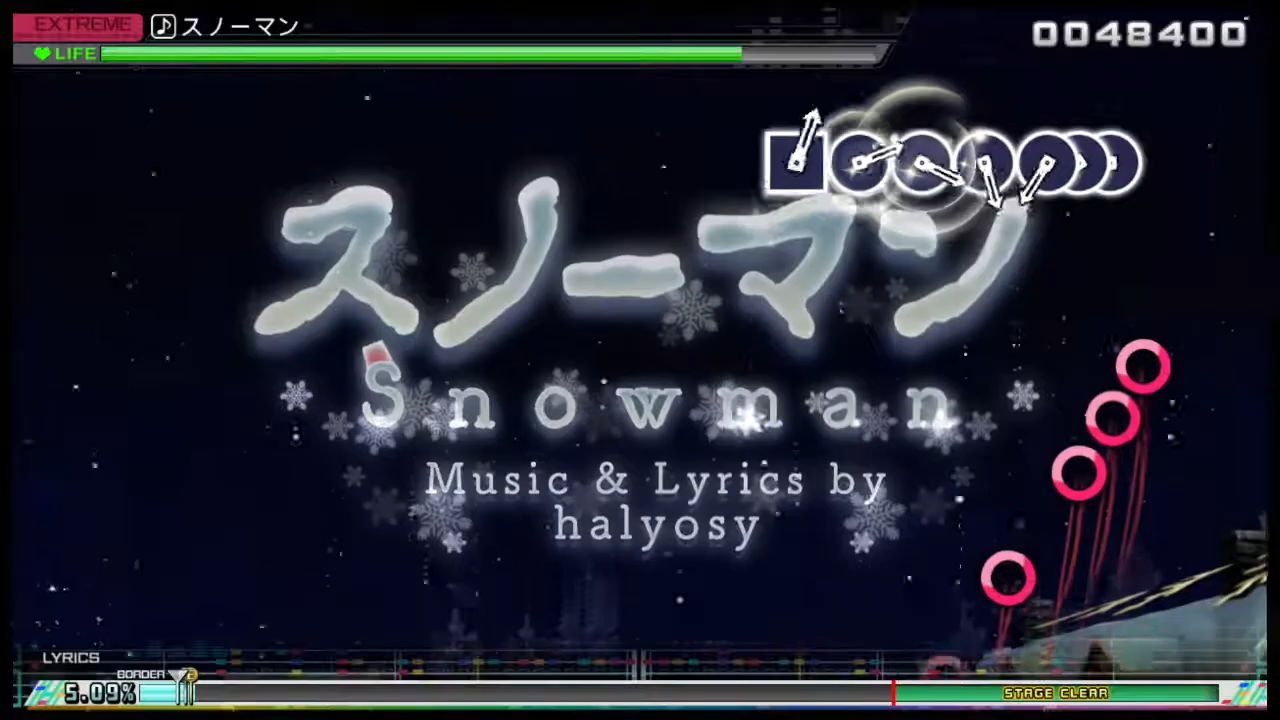 EXTREME ♪ スノーマン
0048400
LIFE
スノーマン
Snowman
Music & Lyrics by
halyosy
LYRICS
BORDER
5.09%
STAGE CLEAR